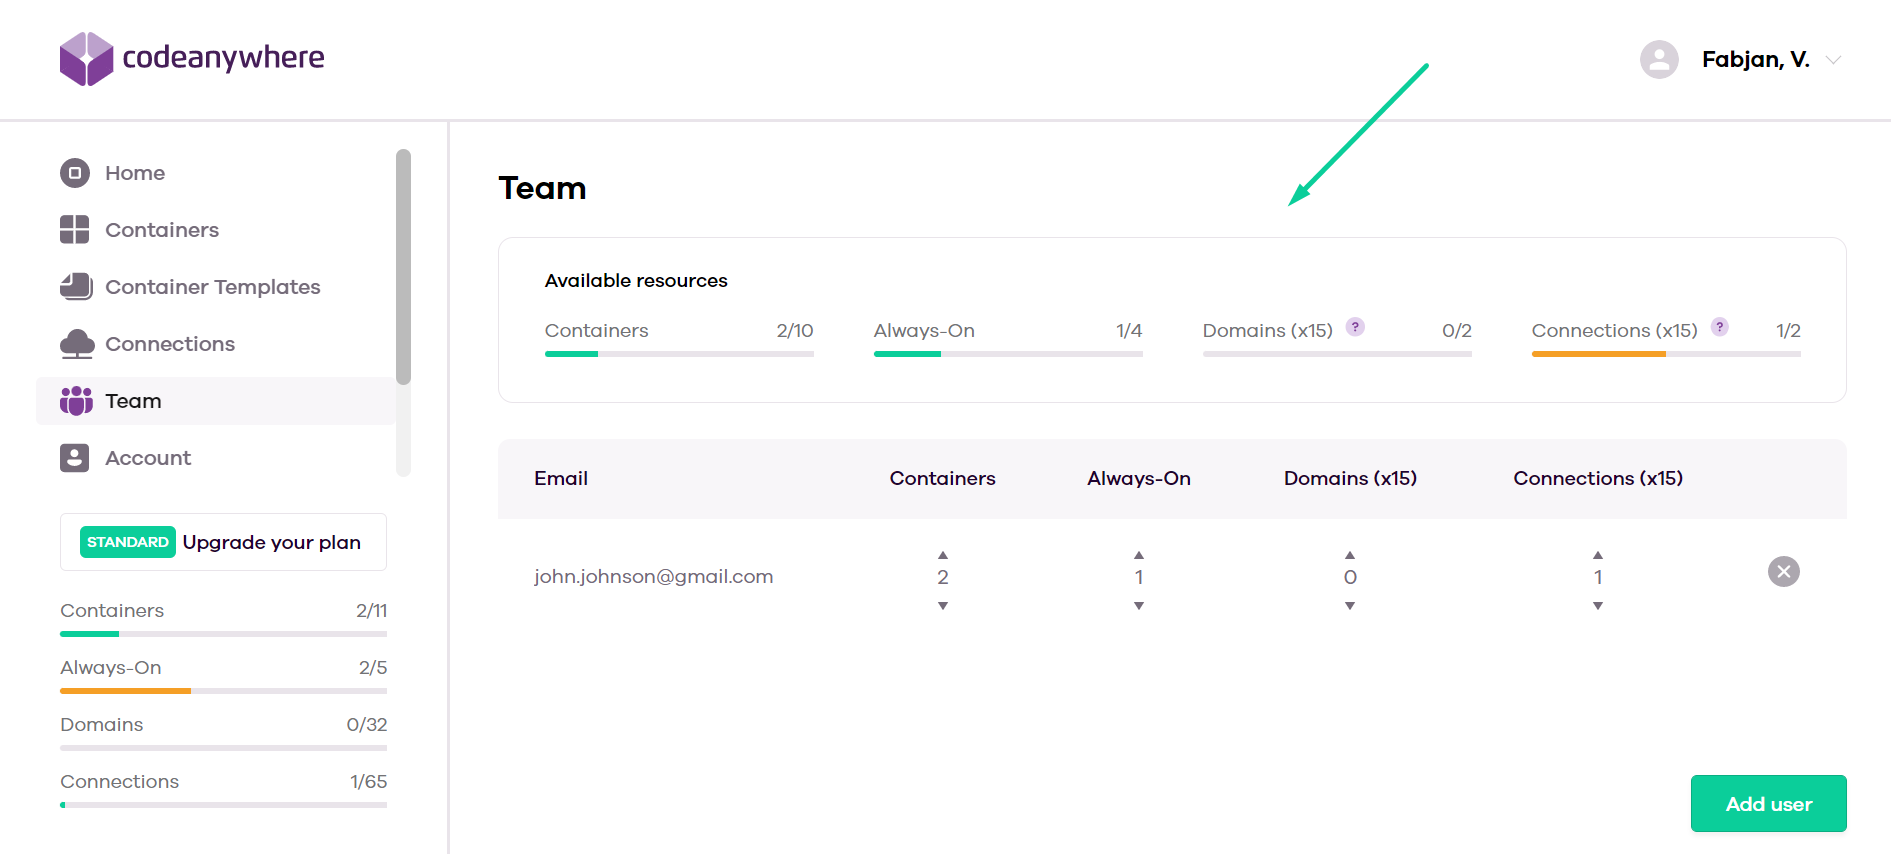 codeanywhere
Fabjan, V.
Home
Containers
Container Templates
Connections
Team
Account
STANDARD Upgrade your plan
Containers 2/11
Always-On 2/5
Domains 0/32
Connections 1/65
Team
Available resources
Containers 2/10 Always-On 1/4 Domains (x15) ? 0/2 Connections (x15) ? 1/2
Email Containers Always-On Domains (x15) Connections (x15)
john.johnson@gmail.com 2 1 0 1
Add user